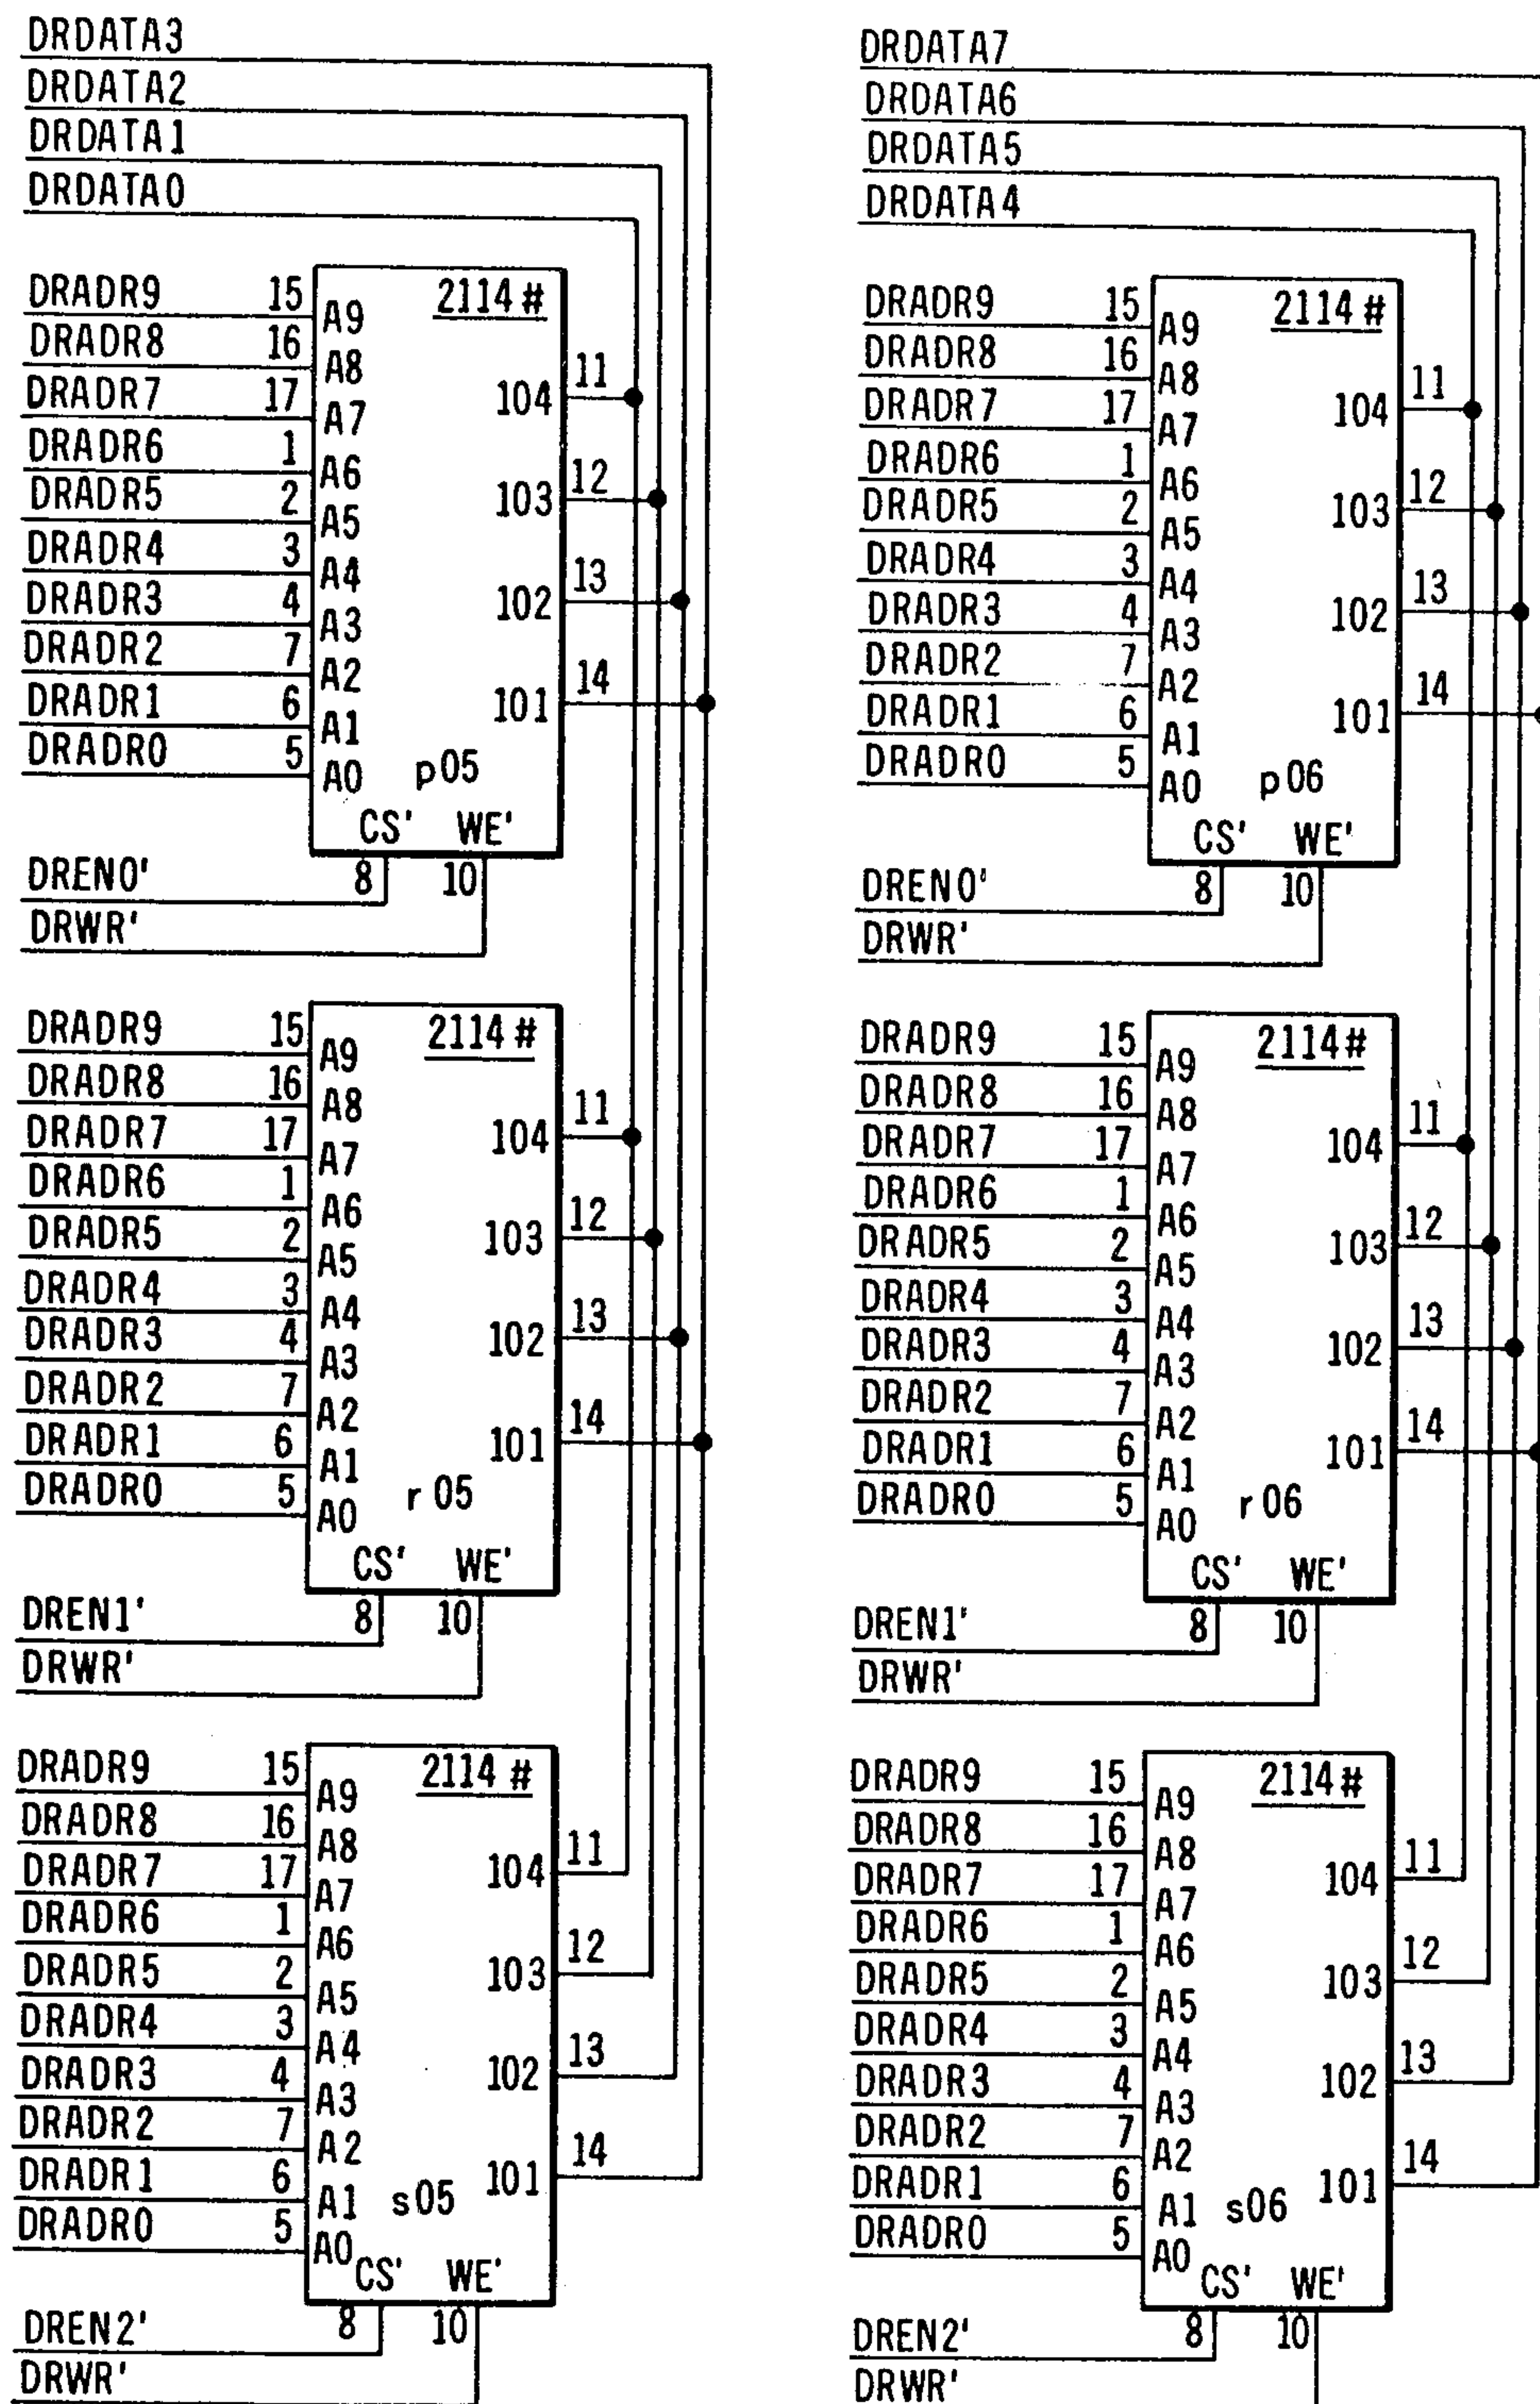 DRDATA3
DRDATA2
DRDATA1
DRDATA0
DRADR9 15 A9 2114#
DRADR8 16 A8
104 11
DRADR7 17 A7
DRADR6 1 A6
103 12
DRADR5 2 A5
DRADR4 3 A4
102 13
DRADR3 4 A3
DRADR2 7 A2
101 14
DRADR1 6 A1
DRADR0 5 A0 p05
CS' WE'
DREN0' 8 10
DRWR'
DRADR9 15 A9 2114#
DRADR8 16 A8
104 11
DRADR7 17 A7
DRADR6 1 A6
103 12
DRADR5 2 A5
DRADR4 3 A4
102 13
DRADR3 4 A3
DRADR2 7 A2
101 14
DRADR1 6 A1
DRADR0 5 A0 r05
CS' WE'
DREN1' 8 10
DRWR'
DRADR9 15 A9 2114#
DRADR8 16 A8
104 11
DRADR7 17 A7
DRADR6 1 A6
103 12
DRADR5 2 A5
DRADR4 3 A4
102 13
DRADR3 4 A3
DRADR2 7 A2
101 14
DRADR1 6 A1 s05
DRADR0 5 A0
CS' WE'
DREN2' 8 10
DRWR'
DRDATA7
DRDATA6
DRDATA5
DRDATA4
DRADR9 15 A9 2114#
DRADR8 16 A8
104 11
DRADR7 17 A7
DRADR6 1 A6
103 12
DRADR5 2 A5
DRADR4 3 A4
102 13
DRADR3 4 A3
DRADR2 7 A2
101 14
DRADR1 6 A1
DRADR0 5 A0 p06
CS' WE'
DREN0' 8 10
DRWR'
DRADR9 15 A9 2114#
DRADR8 16 A8
104 11
DRADR7 17 A7
DRADR6 1 A6
103 12
DRADR5 2 A5
DRADR4 3 A4
102 13
DRADR3 4 A3
DRADR2 7 A2
101 14
DRADR1 6 A1
DRADR0 5 A0 r06
CS' WE'
DREN1' 8 10
DRWR'
DRADR9 15 A9 2114#
DRADR8 16 A8
104 11
DRADR7 17 A7
DRADR6 1 A6
103 12
DRADR5 2 A5
DRADR4 3 A4
102 13
DRADR3 4 A3
DRADR2 7 A2
101 14
DRADR1 6 A1 s06
DRADR0 5 A0
CS' WE'
DREN2' 8 10
DRWR'